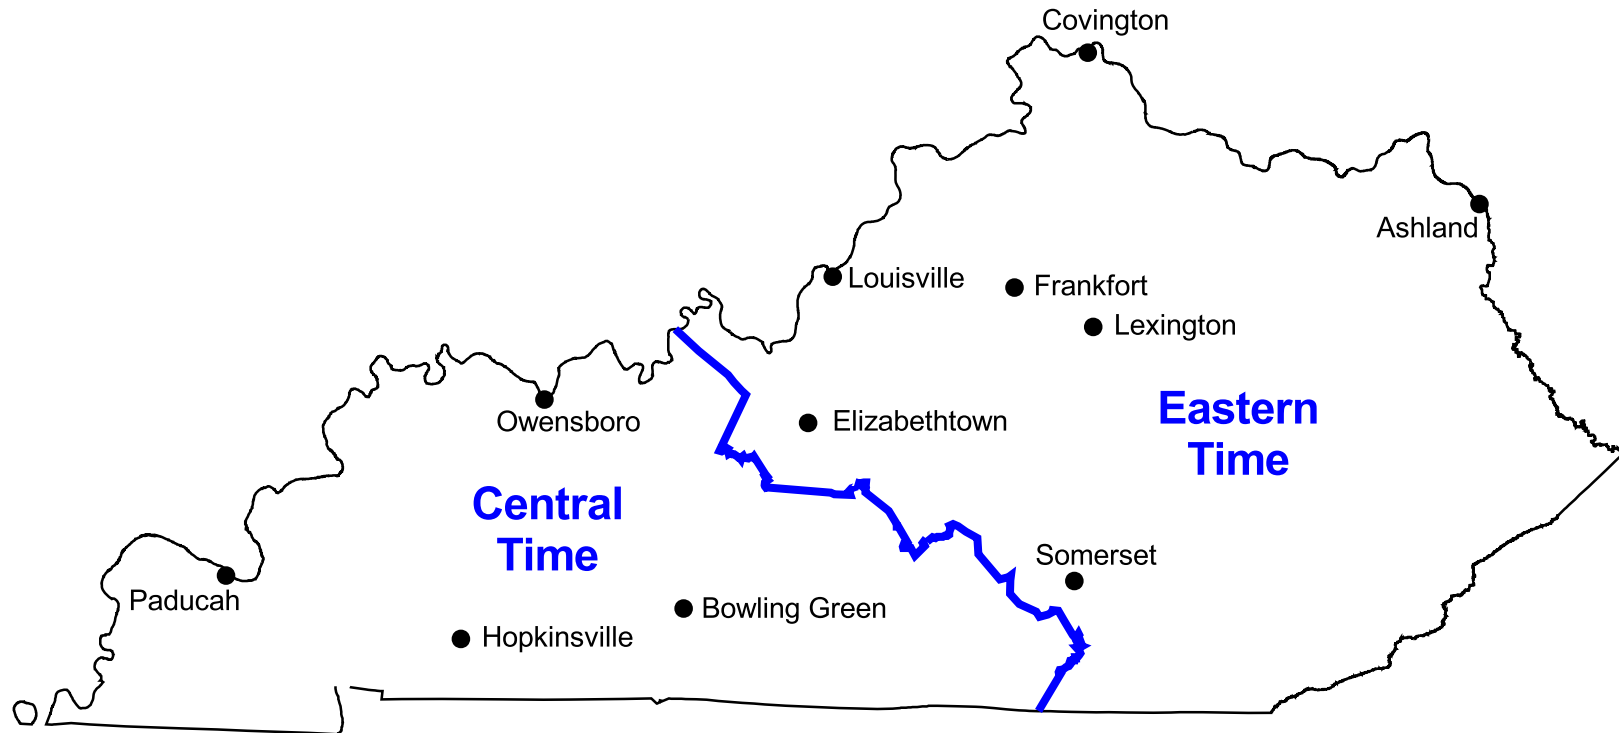 Covington
Ashland
Louisville
Frankfort
Lexington
Owensboro
Elizabethtown
Eastern
Time
Central
Time
Somerset
Paducah
Bowling Green
Hopkinsville